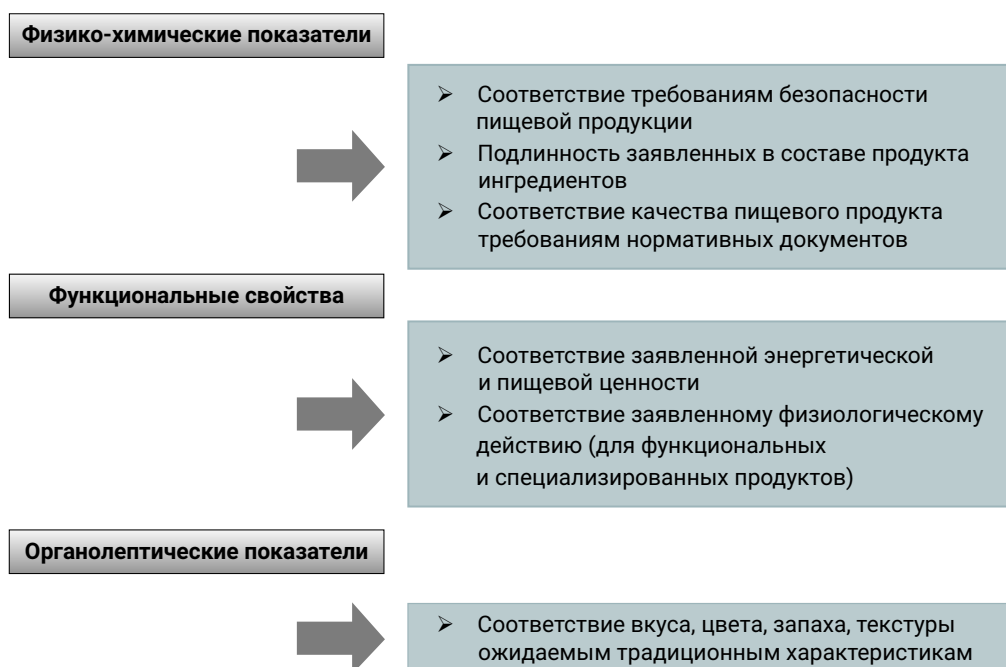 Физико-химические показатели
➢ Соответствие требованиям безопасности
пищевой продукции
➢ Подлинность заявленных в составе продукта
ингредиентов
➢ Соответствие качества пищевого продукта
требованиям нормативных документов
Функциональные свойства
➢ Соответствие заявленной энергетической
и пищевой ценности
➢ Соответствие заявленному физиологическому
действию (для функциональных
и специализированных продуктов)
Органолептические показатели
➢ Соответствие вкуса, цвета, запаха, текстуры
ожидаемым традиционным характеристикам